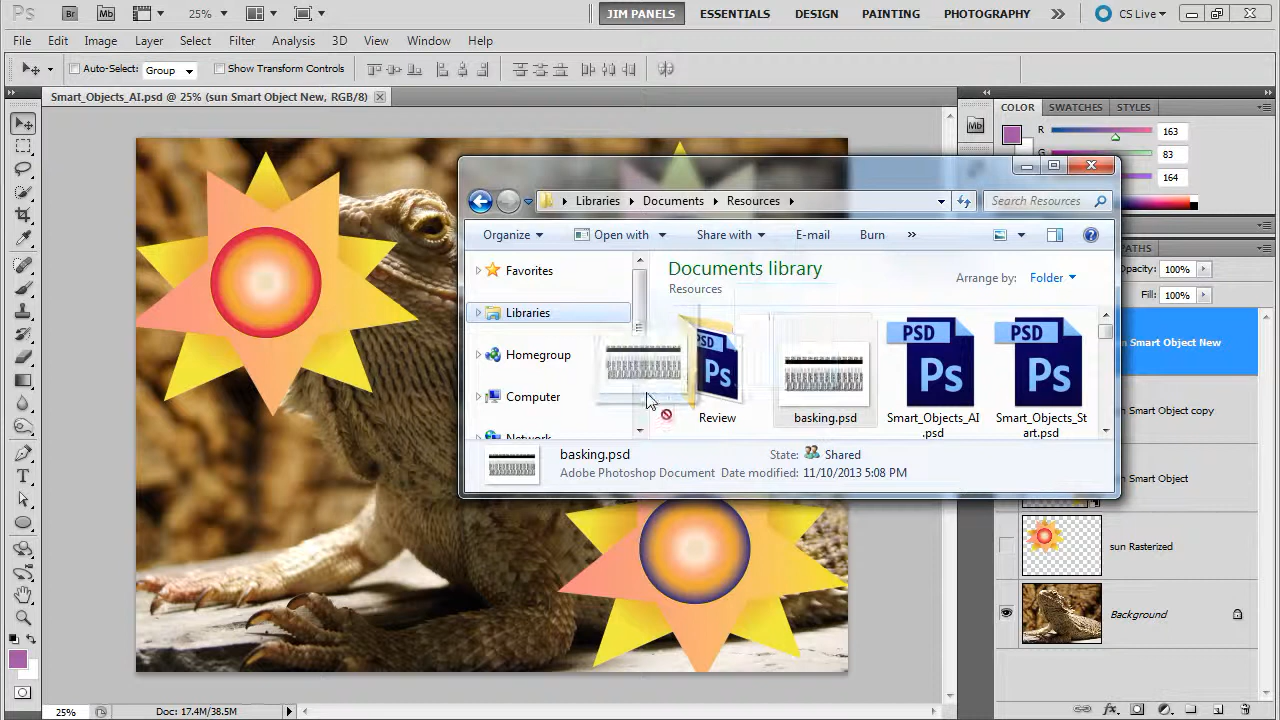 Ps Br Mb 25% JIM PANELS ESSENTIALS DESIGN PAINTING PHOTOGRAPHY CS Live
File Edit Image Layer Select Filter Analysis 3D View Window Help
Auto-Select: Group Show Transform Controls
Smart_Objects_AI.psd @ 25% (sun Smart Object New, RGB/8)
COLOR SWATCHES STYLES
Mb
R 163
G 83
164
Libraries Documents Resources Search Resources
Organize Open with Share with E-mail Burn
PATHS
Opacity: 100%
Fill: 100%
Favorites
Libraries
Homegroup
Computer
Network
Documents library
Resources
Arrange by: Folder
PSD Ps
Review
basking.psd
PSD Ps
Smart_Objects_AI
.psd
PSD Ps
Smart_Objects_St
art.psd
basking.psd State: Shared
Adobe Photoshop Document Date modified: 11/10/2013 5:08 PM
n Smart Object New
n Smart Object copy
n Smart Object
sun Rasterized
Background
T
25% Doc: 17.4M/38.5M
fx